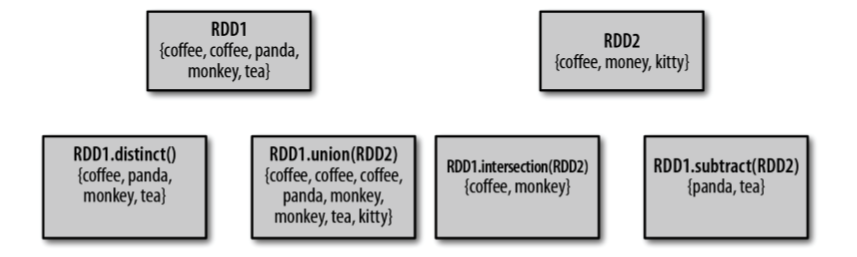 RDD1
{coffee, coffee, panda,
monkey, tea}
RDD2
{coffee, money, kitty}
RDD1.distinct()
{coffee, panda,
monkey, tea}
RDD1.union(RDD2)
{coffee, coffee, coffee,
panda, monkey,
monkey, tea, kitty}
RDD1.intersection(RDD2)
{coffee, monkey}
RDD1.subtract(RDD2)
{panda, tea}